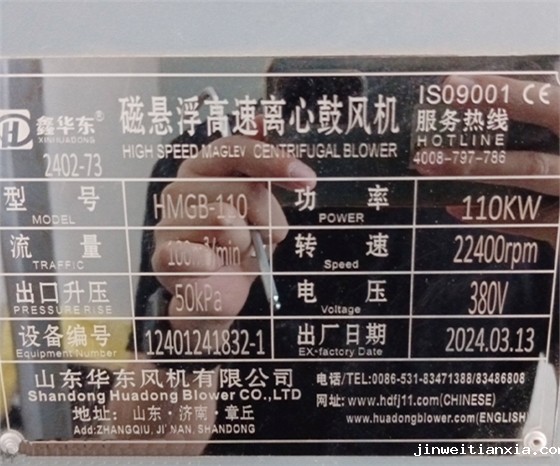 磁悬浮高速离心鼓风机
HIGH SPEED MAGLEV CENTRIFUGAL BLOWER
ISO9001 CE
服务热线
HOTLINE
4008-797-786
鑫华东
XINHUADONG
2402-73
型号 HMGB-110 功率 110KW
MODEL POWER
流量 100m³/min 转速 22400rpm
TRAFFIC Speed
出口升压 50kPa 电压 380V
PRESSURE RISE Voltage
设备编号 12401241832-1 出厂日期 2024.03.13
Equipment Number EX-factory Date
山东华东风机有限公司
Shandong Huadong Blower CO.,LTD
地址: 山东·济南·章丘
Add: ZHANGQIU, JI'NAN, SHANDONG
电话/TEL:0086-531-83471388/83486808
网址: www.hdfj11.com(CHINESE)
www.huadongblower.com(ENGLISH)
jinweitianxia.com